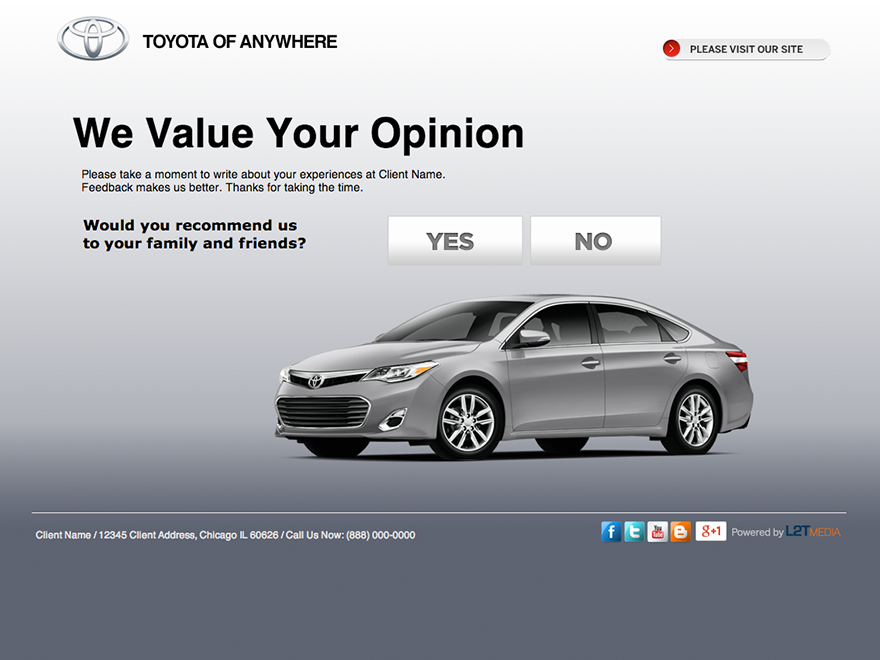 TOYOTA OF ANYWHERE
PLEASE VISIT OUR SITE
We Value Your Opinion
Please take a moment to write about your experiences at Client Name.
Feedback makes us better. Thanks for taking the time.
Would you recommend us
to your family and friends?
YES
NO
Client Name / 12345 Client Address, Chicago IL 60626 / Call Us Now: (888) 000-0000
f
t
You Tube
g+1
Powered by L2TMEDIA